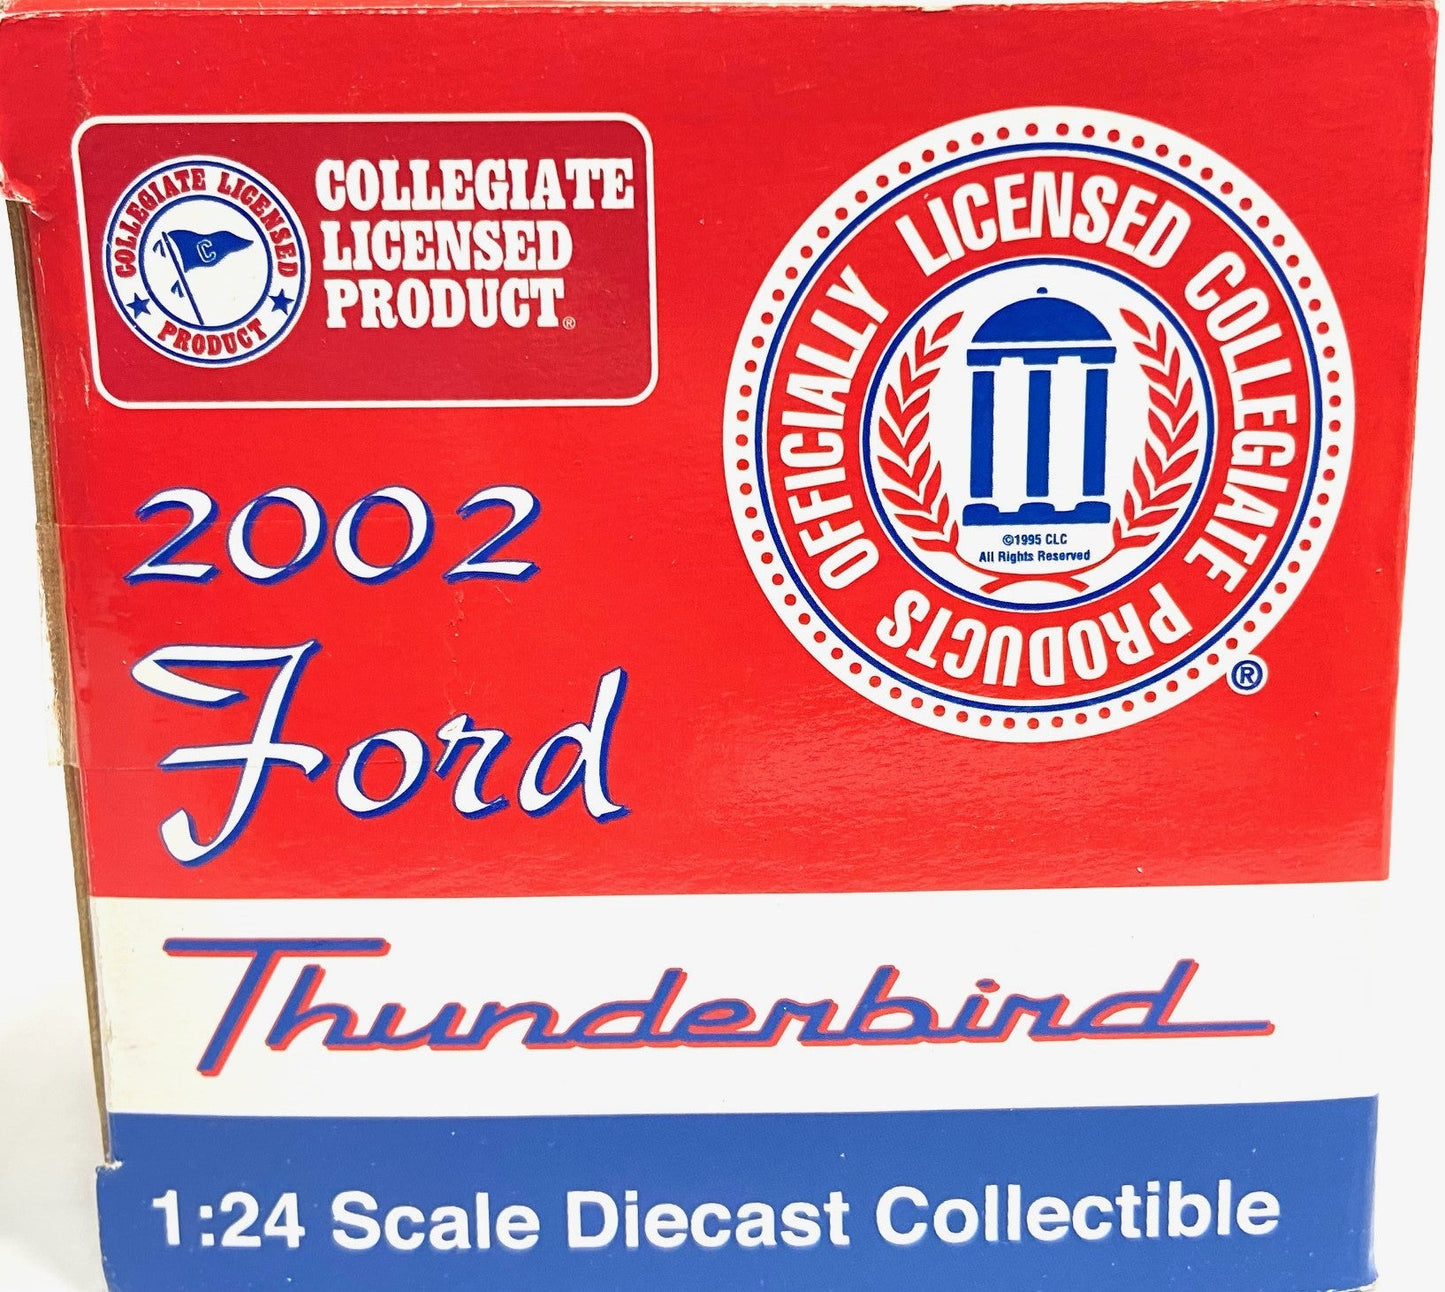 COLLEGIATE LICENSED
C
PRODUCT
COLLEGIATE
LICENSED
PRODUCT®
OFFICIALLY LICENSED COLLEGIATE PRODUCTS
©1995 CLC
All Rights Reserved
®
2002
Ford
Thunderbird
1:24 Scale Diecast Collectible